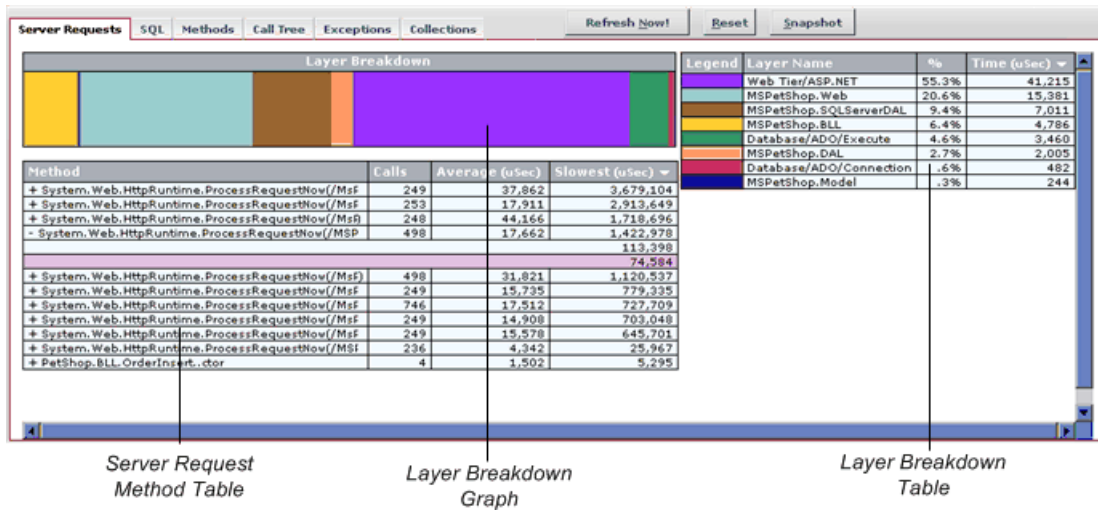 Server Requests SQL Methods Call Tree Exceptions Collections Refresh Now! Reset Snapshot
Layer Breakdown
Legend Layer Name % Time (uSec)
Web Tier/ASP.NET 55.3% 41,215
MSPetShop.Web 20.6% 15,381
MSPetShop.SQLServerDAL 9.4% 7,011
MSPetShop.BLL 6.4% 4,786
Database/ADO/Execute 4.6% 3,460
MSPetShop.DAL 2.7% 2,005
Database/ADO/Connection .6% 482
MSPetShop.Model .3% 244
Method Calls Average (uSec) Slowest (uSec)
+ System.Web.HttpRuntime.ProcessRequestNow(/MsP 249 37,862 3,679,104
+ System.Web.HttpRuntime.ProcessRequestNow(/MsP 253 17,911 2,913,649
+ System.Web.HttpRuntime.ProcessRequestNow(/MsP) 248 44,166 1,718,696
- System.Web.HttpRuntime.ProcessRequestNow(/MSP 498 17,662 1,422,978
113,398
74,584
+ System.Web.HttpRuntime.ProcessRequestNow(/MsP) 498 31,821 1,120,537
+ System.Web.HttpRuntime.ProcessRequestNow(/MsP 249 15,735 779,335
+ System.Web.HttpRuntime.ProcessRequestNow(/MsP 746 17,512 727,709
+ System.Web.HttpRuntime.ProcessRequestNow(/MsP 249 14,908 703,048
+ System.Web.HttpRuntime.ProcessRequestNow(/MsP 249 15,578 645,701
+ System.Web.HttpRuntime.ProcessRequestNow(/MSP 236 4,342 25,967
+ PetShop.BLL.OrderInsert..ctor 4 1,502 5,295
Server Request
Method Table
Layer Breakdown
Graph
Layer Breakdown
Table